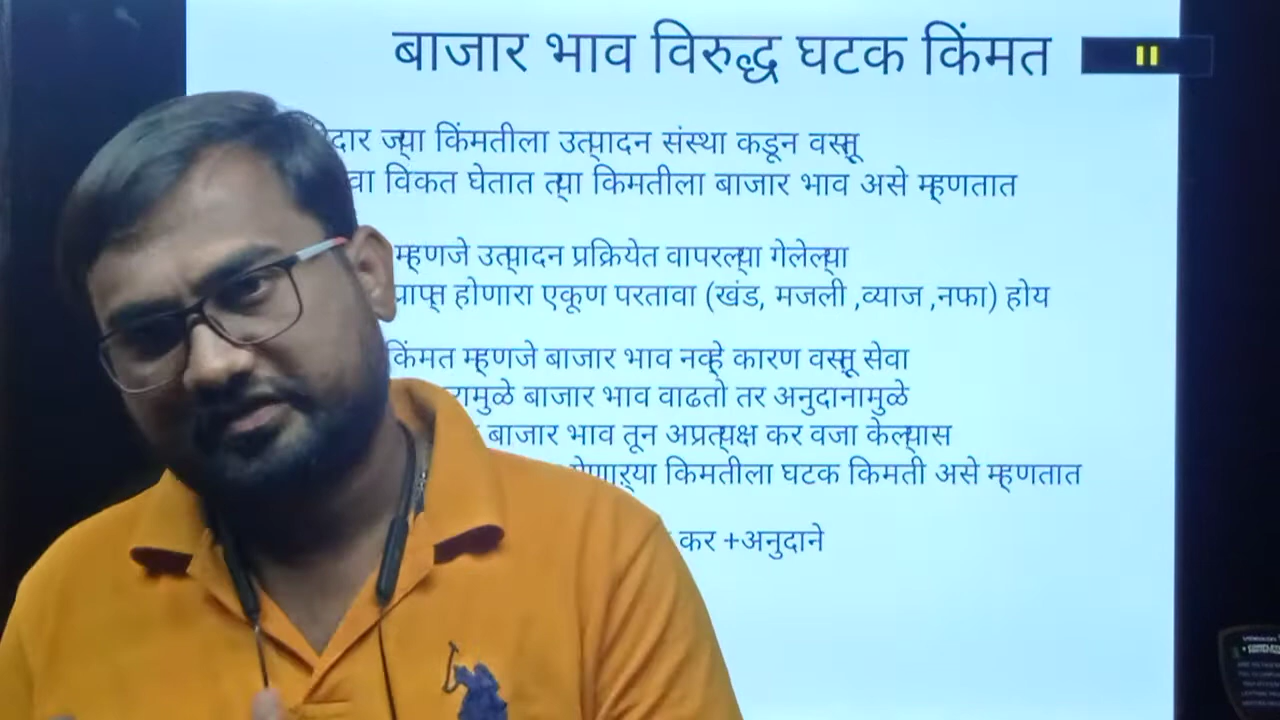 बाजार भाव विरुद्ध घटक किंमत
ज्या किंमतीला उत्पादन संस्था कडून वस्तू
विकत घेतात त्या किमतीला बाजार भाव असे म्हणतात
म्हणजे उत्पादन प्रक्रियेत वापरल्या गेलेल्या
प्राप्त होणारा एकूण परतावा (खंड, मजली ,व्याज ,नफा) होय
किंमत म्हणजे बाजार भाव नव्हे कारण वस्तू सेवा
बाजार भाव वाढतो तर अनुदानामुळे
बाजार भाव तून अप्रत्यक्ष कर वजा केल्यास
किमतीला घटक किमती असे म्हणतात
कर +अनुदाने